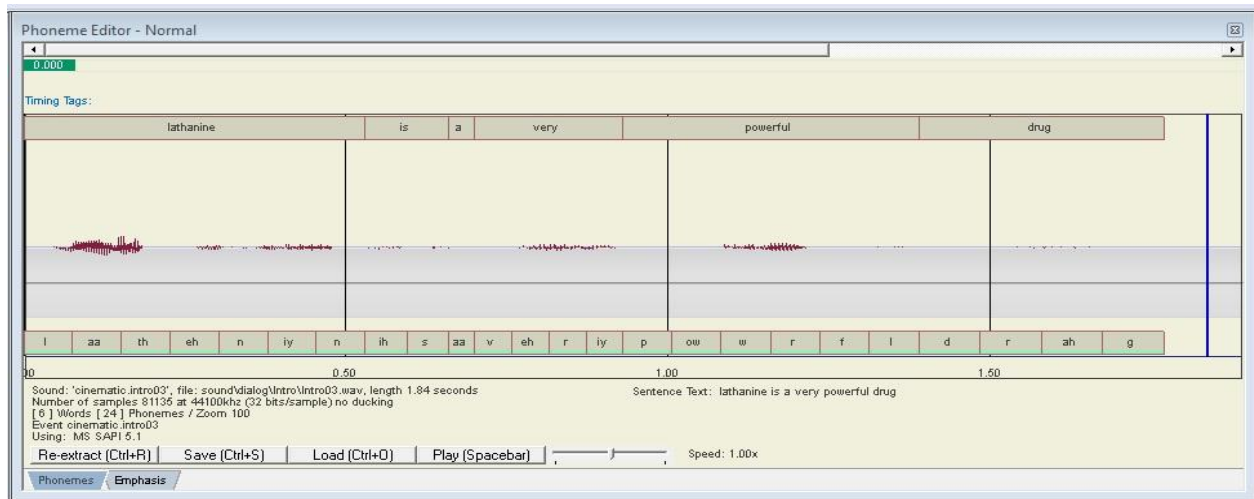 Phoneme Editor - Normal
0.000
Timing Tags:
lathanine is a very powerful drug
l aa th eh n iy n ih s aa v eh r iy p ow w r f l d r ah g
0.50 1.00 1.50
Sound: 'cinematic.intro03', file: sound\dialog\Intro\Intro03.wav, length 1.84 seconds Sentence Text: lathanine is a very powerful drug
Number of samples 81135 at 44100khz (32 bits/sample) no ducking
[ 6 ] Words [ 24 ] Phonemes / Zoom 100
Event cinematic.intro03
Using: MS SAPI 5.1
Re-extract (Ctrl+R) Save (Ctrl+S) Load (Ctrl+O) Play (Spacebar) Speed: 1.00x
Phonemes Emphasis